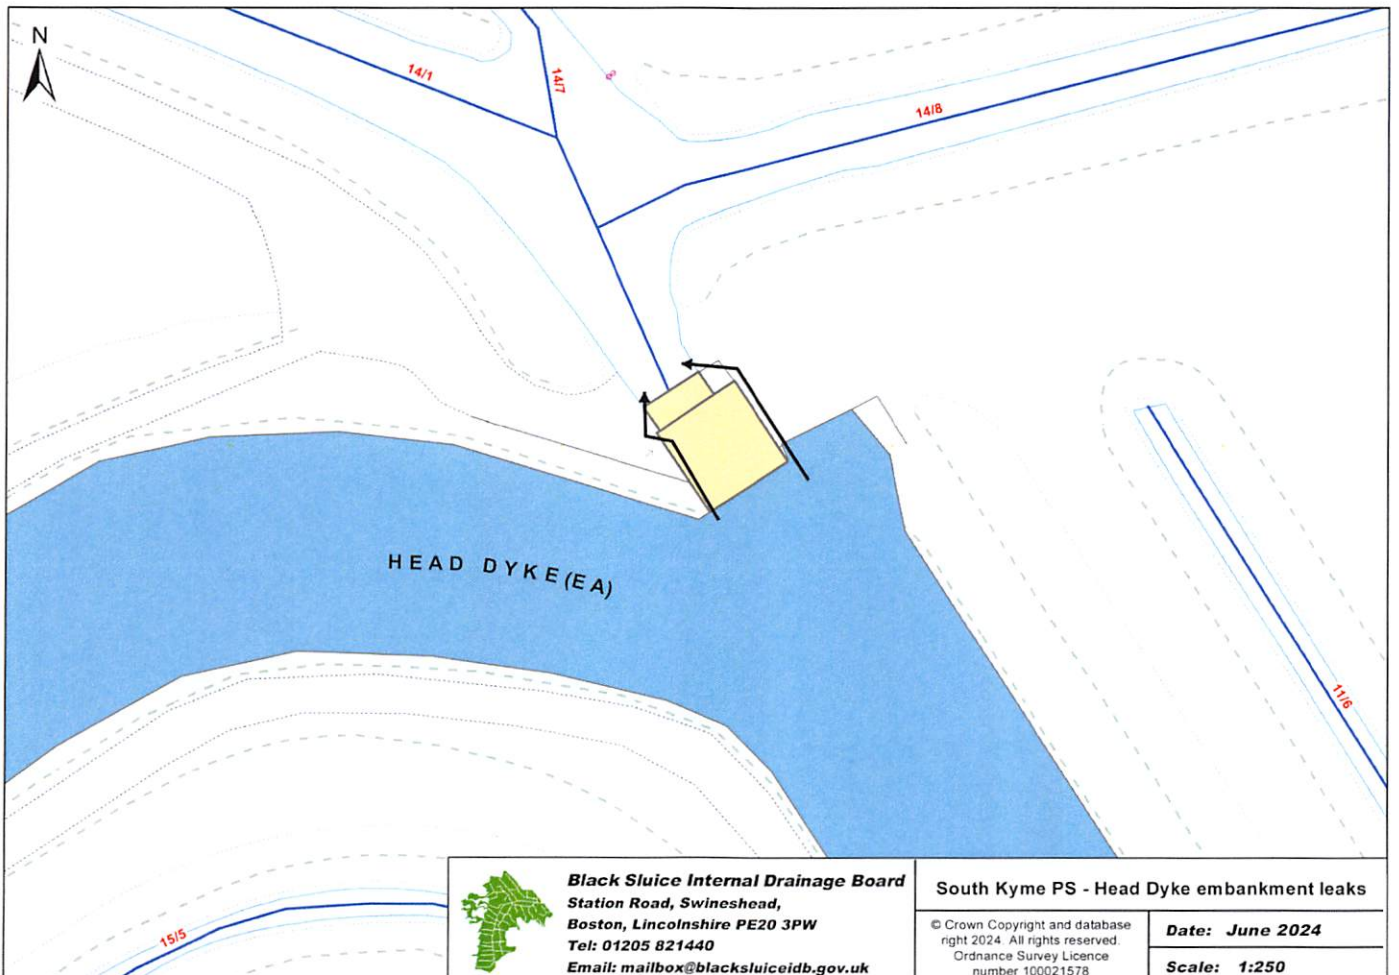 N
14/1
14/7
14/8
HEAD DYKE(EA)
11/6
15/5
Black Sluice Internal Drainage Board
Station Road, Swineshead,
Boston, Lincolnshire PE20 3PW
Tel: 01205 821440
Email: mailbox@blacksluiceidb.gov.uk
South Kyme PS - Head Dyke embankment leaks
© Crown Copyright and database
right 2024. All rights reserved.
Ordnance Survey Licence
number 100021578
Date: June 2024
Scale: 1:250